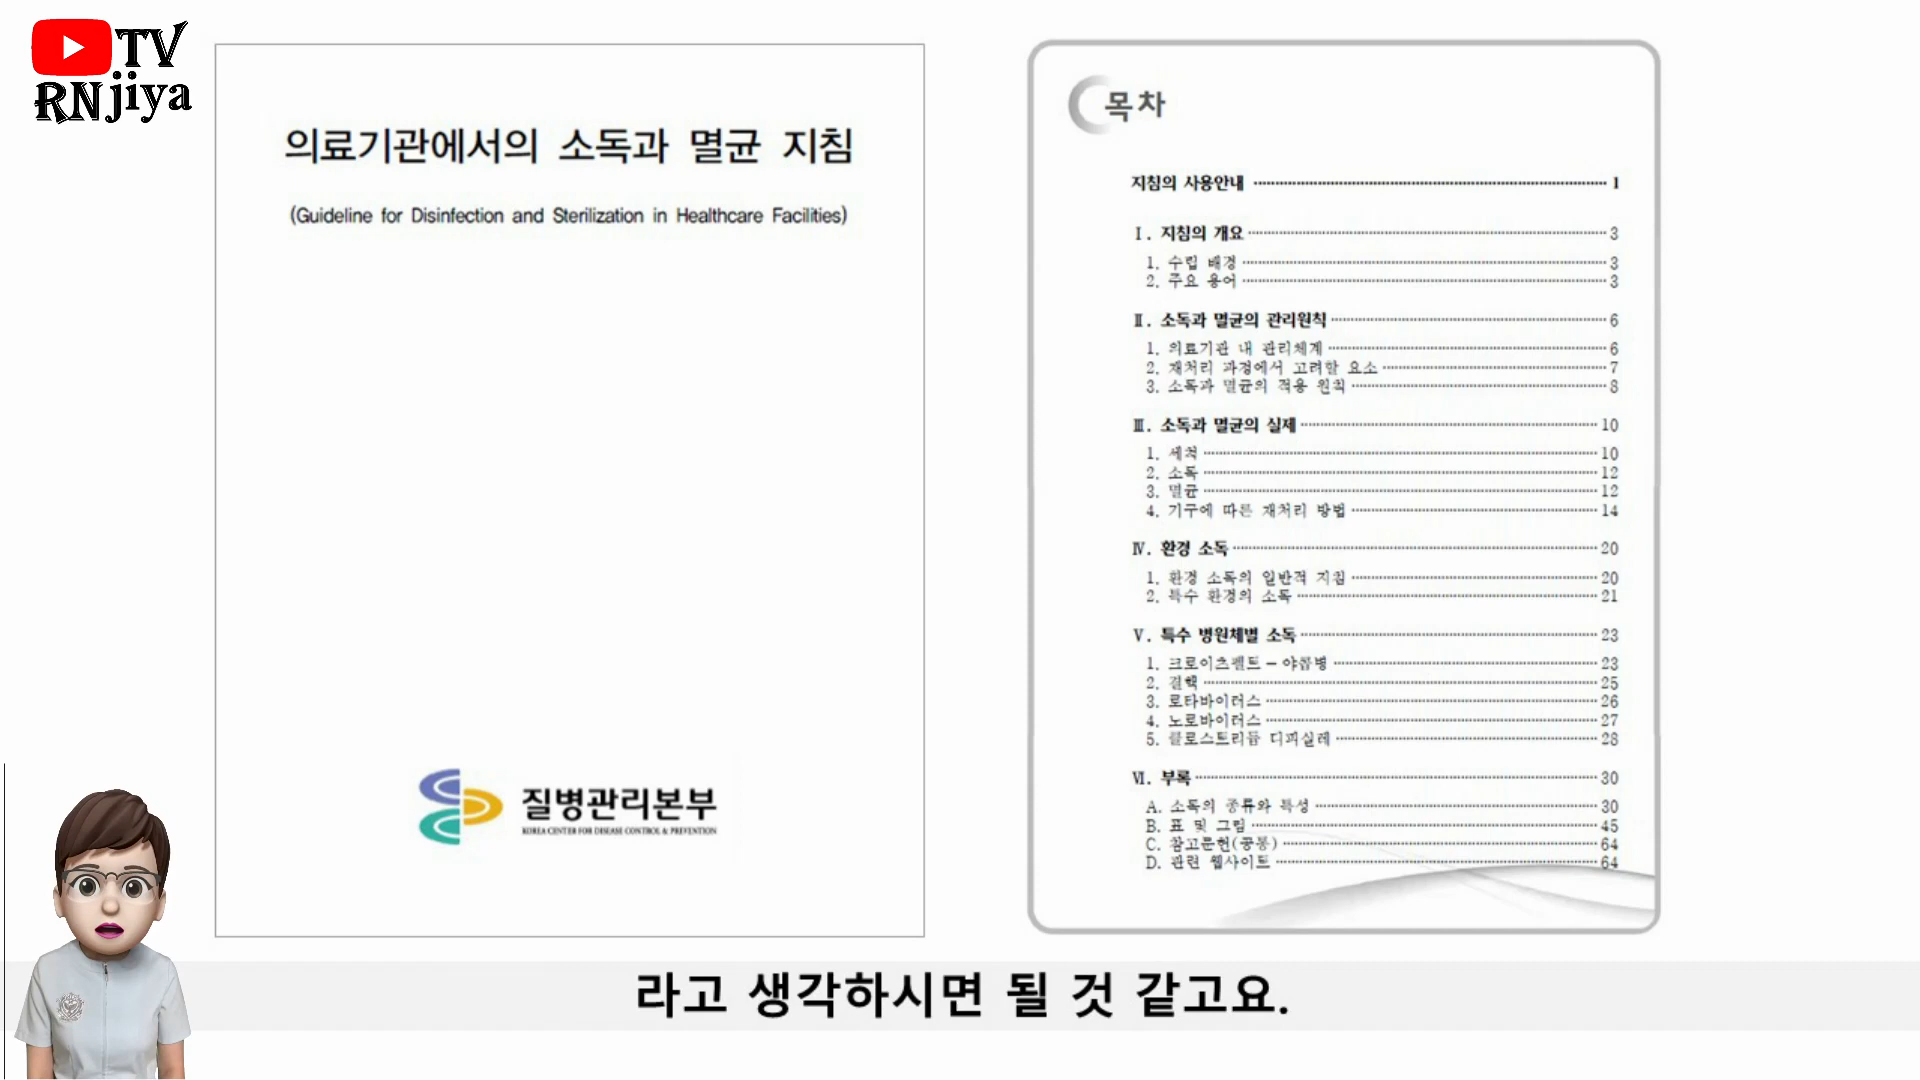 TV
RNjiya
의료기관에서의 소독과 멸균 지침
(Guideline for Disinfection and Sterilization in Healthcare Facilities)
질병관리본부
KOREA CENTER FOR DISEASE CONTROL & PREVENTION
목차
지침의 사용안내 1
Ⅰ. 지침의 개요 3
1. 수립 배경 3
2. 주요 용어 3
Ⅱ. 소독과 멸균의 관리원칙 6
1. 의료기관 내 관리체계 6
2. 재처리 과정에서 고려할 요소 7
3. 소독과 멸균의 적용 원칙 8
Ⅲ. 소독과 멸균의 실제 10
1. 세척 10
2. 소독 12
3. 멸균 12
4. 기구에 따른 재처리 방법 14
Ⅳ. 환경 소독 20
1. 환경 소독의 일반적 지침 20
2. 특수 환경의 소독 21
Ⅴ. 특수 병원체별 소독 23
1. 크로이츠펠트-야콥병 23
2. 결핵 25
3. 로타바이러스 26
4. 노로바이러스 27
5. 클로스트리듐 디피실레 28
Ⅵ. 부록 30
A. 소독의 종류와 특성 30
B. 표 및 그림 45
C. 참고문헌(공통) 64
D. 관련 웹사이트 64
라고 생각하시면 될 것 같고요.